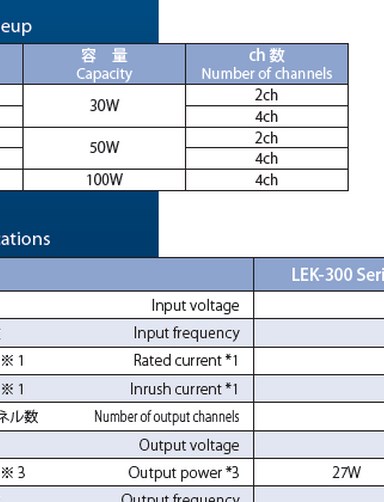 eup
容 量 ch 数
Capacity Number of channels
30W 2ch
4ch
50W 2ch
4ch
100W 4ch
cations
LEK-300 Seri
Input voltage
Input frequency
※ 1 Rated current *1
※ 1 Inrush current *1
ネル数 Number of output channels
Output voltage
※ 3 Output power *3 27W
Output frequency